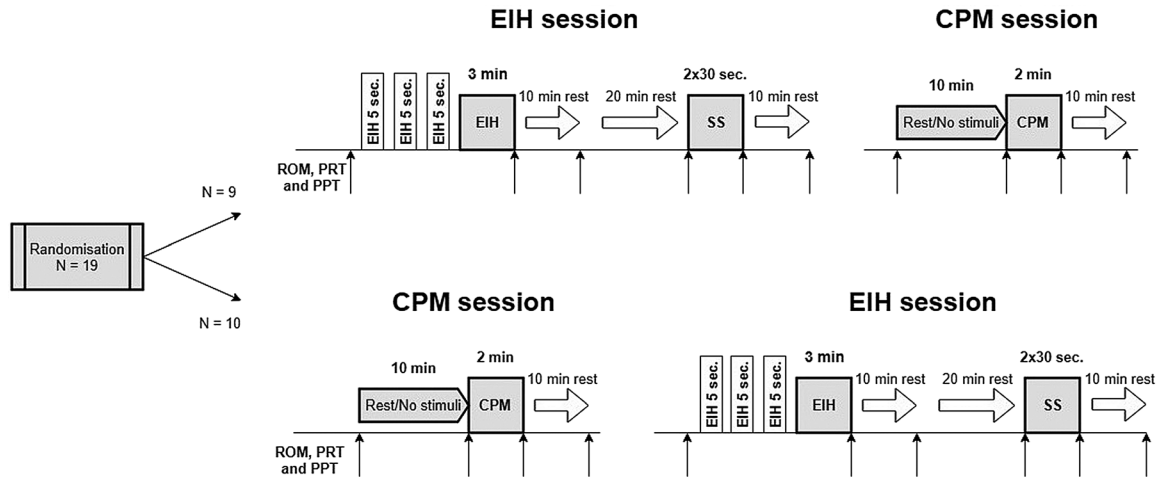 EIH session
CPM session
3 min
2x30 sec.
10 min
2 min
EIH 5 sec.
EIH 5 sec.
EIH 5 sec.
EIH
10 min rest
20 min rest
SS
10 min rest
Rest/No stimuli
CPM
10 min rest
ROM, PRT
and PPT
N = 9
Randomisation
N = 19
N = 10
CPM session
EIH session
10 min
2 min
3 min
2x30 sec.
Rest/No stimuli
CPM
10 min rest
EIH 5 sec.
EIH 5 sec.
EIH 5 sec.
EIH
10 min rest
20 min rest
SS
10 min rest
ROM, PRT
and PPT